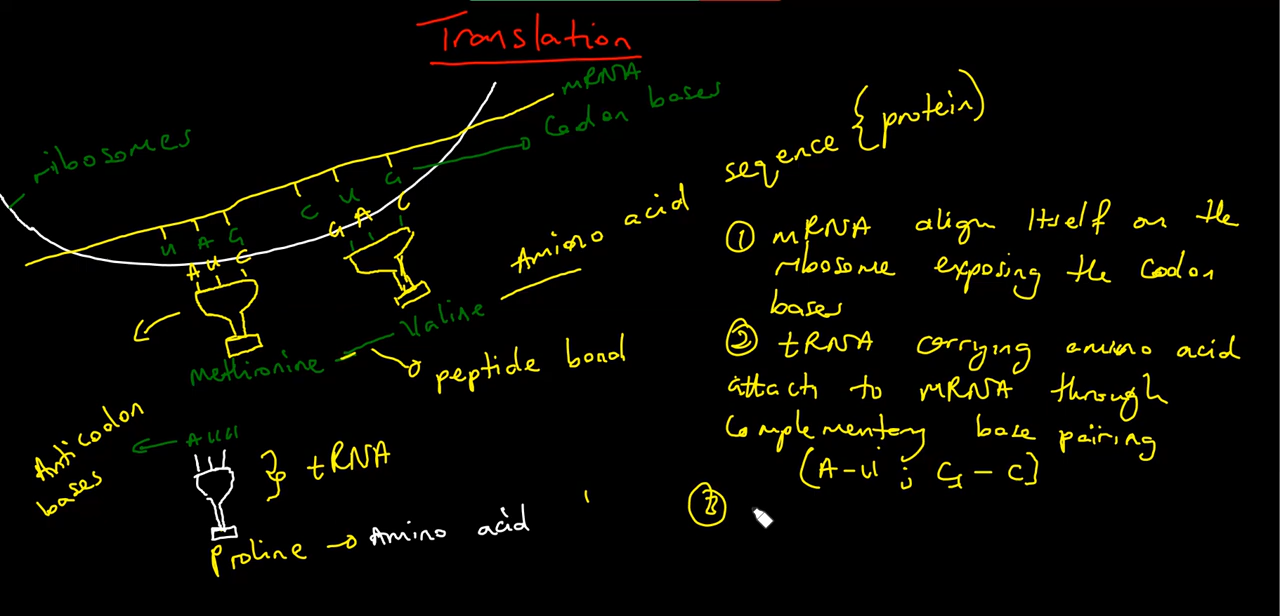 Translation
mRNA
Codon bases
ribosomes
U A G
C U G
A U C
G A C
Amino acid
Methionine
Valine
peptide bond
Anticodon
bases
AUU
tRNA
Proline → Amino acid
seqence { protein )
① mRNA align Itself on the
ribosome exposing the Codon
bases
② tRNA carrying amino acid
attach to mRNA through
Complementary base pairing
(A-U ; G - C]